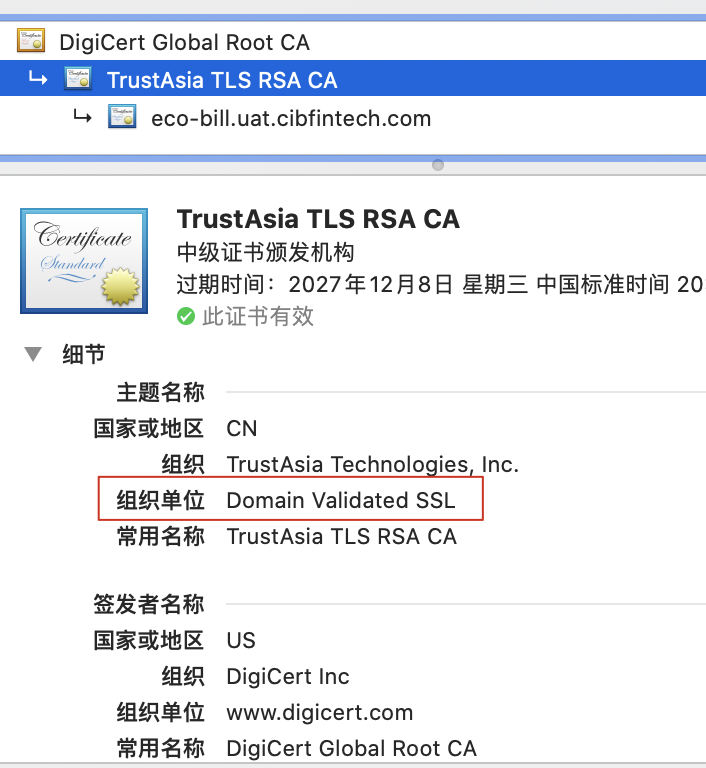 DigiCert Global Root CA
TrustAsia TLS RSA CA
eco-bill.uat.cibfintech.com
Certificate
Standard
TrustAsia TLS RSA CA
中级证书颁发机构
过期时间：2027年12月8日 星期三 中国标准时间 20
此证书有效
细节
主题名称
国家或地区 CN
组织 TrustAsia Technologies, Inc.
组织单位 Domain Validated SSL
常用名称 TrustAsia TLS RSA CA
签发者名称
国家或地区 US
组织 DigiCert Inc
组织单位 www.digicert.com
常用名称 DigiCert Global Root CA